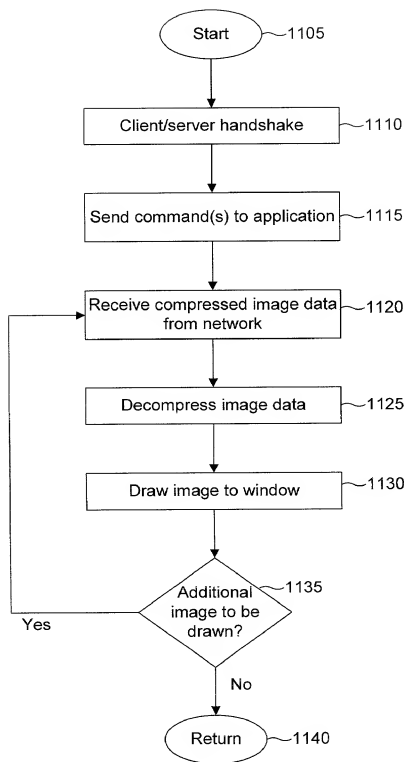 Start 1105
Client/server handshake 1110
Send command(s) to application 1115
Receive compressed image data 1120
from network
Decompress image data 1125
Draw image to window 1130
Additional 1135
image to be
drawn?
Yes
No
Return 1140